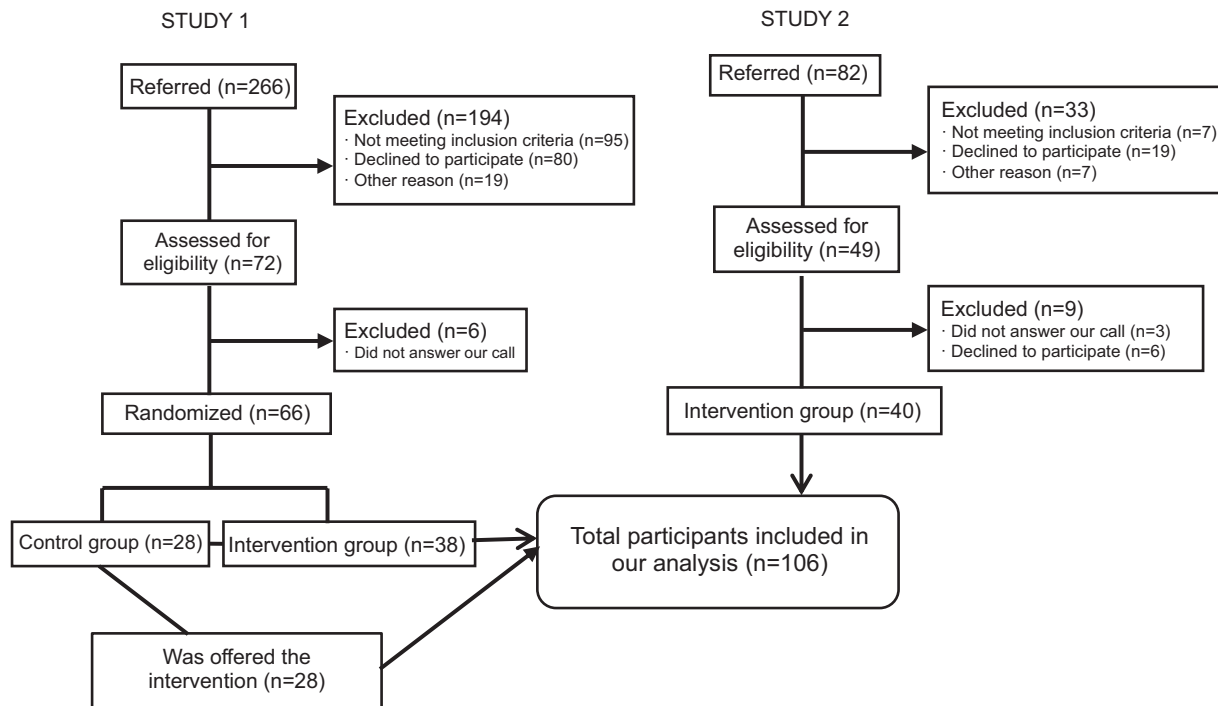 STUDY 1
Referred (n=266)
Excluded (n=194)
· Not meeting inclusion criteria (n=95)
· Declined to participate (n=80)
· Other reason (n=19)
Assessed for
eligibility (n=72)
Excluded (n=6)
· Did not answer our call
Randomized (n=66)
Control group (n=28)
Intervention group (n=38)
Was offered the
intervention (n=28)
STUDY 2
Referred (n=82)
Excluded (n=33)
· Not meeting inclusion criteria (n=7)
· Declined to participate (n=19)
· Other reason (n=7)
Assessed for
eligibility (n=49)
Excluded (n=9)
· Did not answer our call (n=3)
· Declined to participate (n=6)
Intervention group (n=40)
Total participants included in
our analysis (n=106)